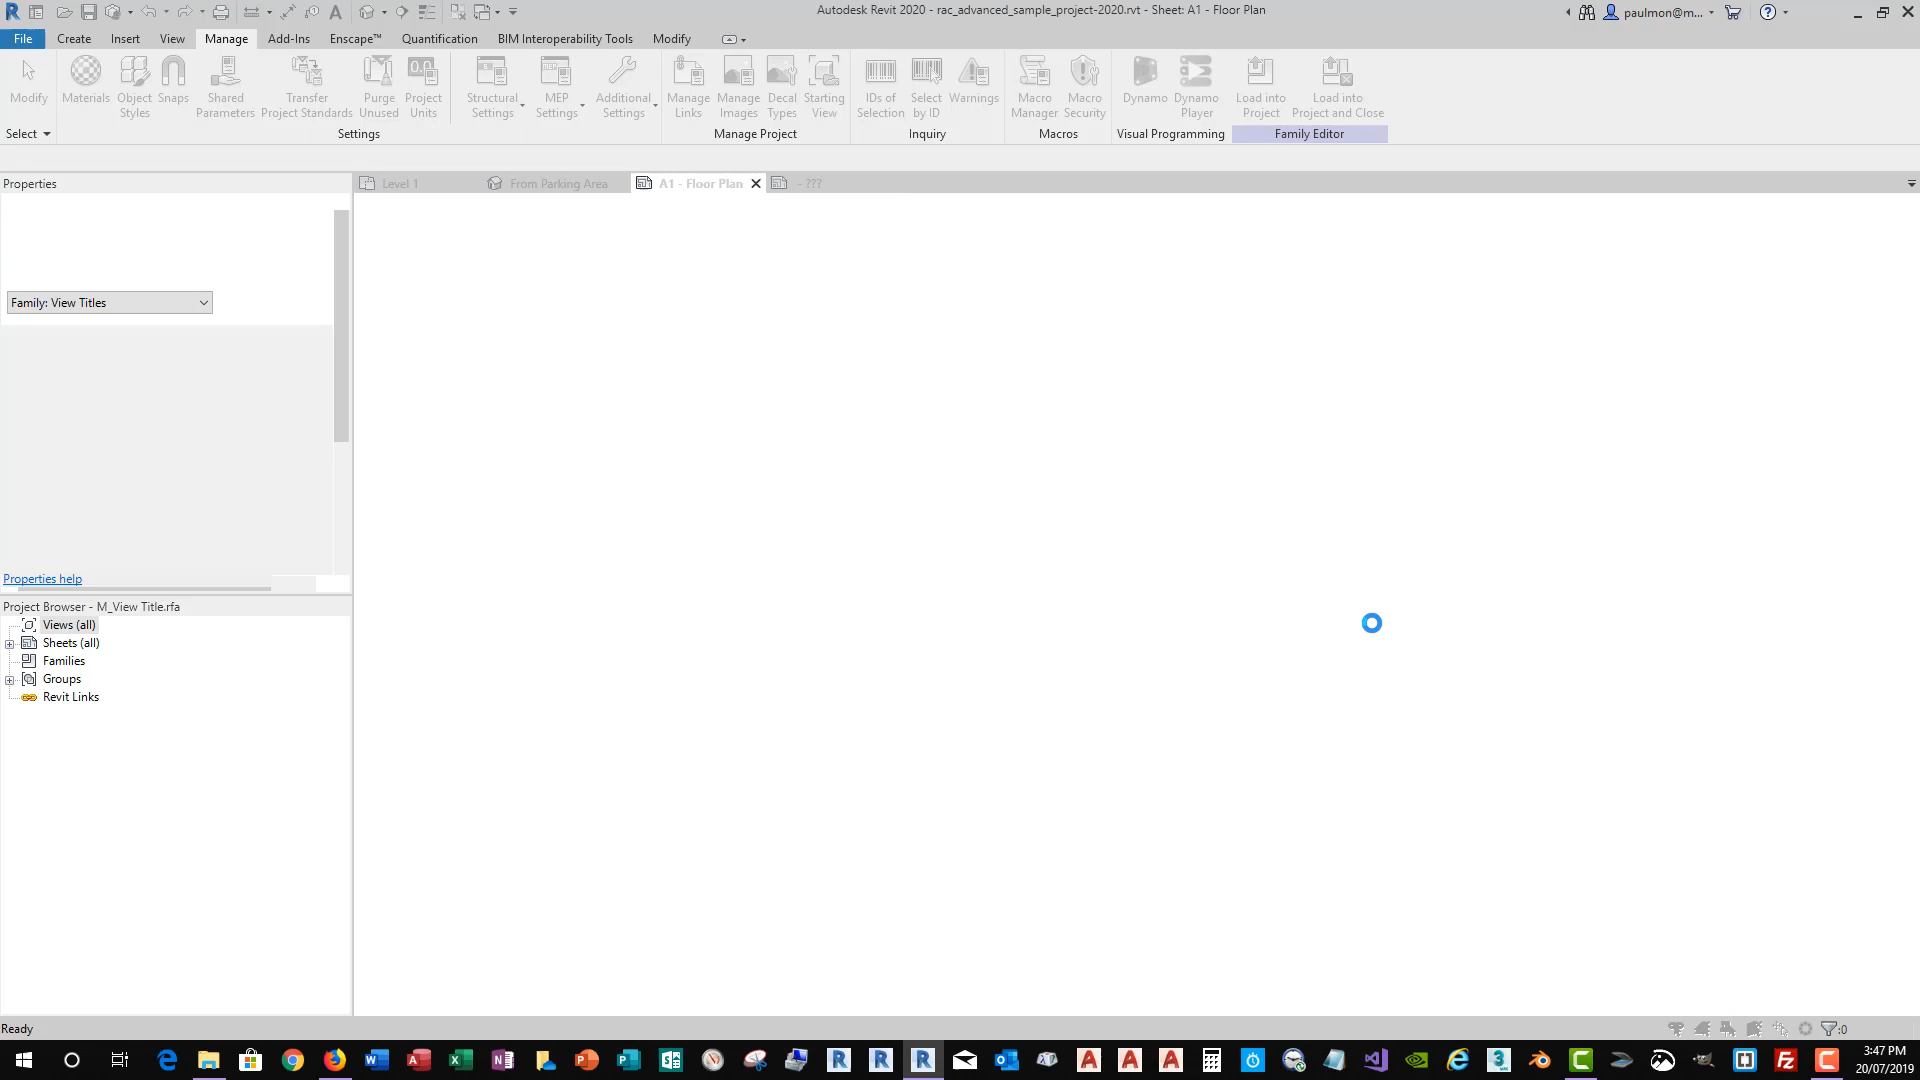 Autodesk Revit 2020 - rac_advanced_sample_project-2020.rvt - Sheet: A1 - Floor Plan
paulmon@m...
File Create Insert View Manage Add-Ins Enscape™ Quantification BIM Interoperability Tools Modify
Modify
Materials
Object Styles
Snaps
Shared Parameters
Transfer Project Standards
Purge Unused
Project Units
Structural Settings
MEP Settings
Additional Settings
Manage Links
Manage Images
Decal Types
Starting View
IDs of Selection
Select by ID
Warnings
Macro Manager
Macro Security
Dynamo
Dynamo Player
Load into Project
Load into Project and Close
Select Settings Manage Project Inquiry Macros Visual Programming Family Editor
Properties
Level 1 From Parking Area A1 - Floor Plan - ???
Family: View Titles
Properties help
Project Browser - M_View Title.rfa
Views (all)
Sheets (all)
Families
Groups
Revit Links
Ready
:0
3:47 PM
20/07/2019